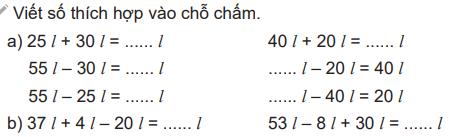 Viết số thích hợp vào chỗ chấm.
a) 25 l + 30 l = ...... l 40 l + 20 l = ...... l
55 l – 30 l = ...... l ...... l – 20 l = 40 l
55 l – 25 l = ...... l ...... l – 40 l = 20 l
b) 37 l + 4 l – 20 l = ...... l 53 l – 8 l + 30 l = ...... l